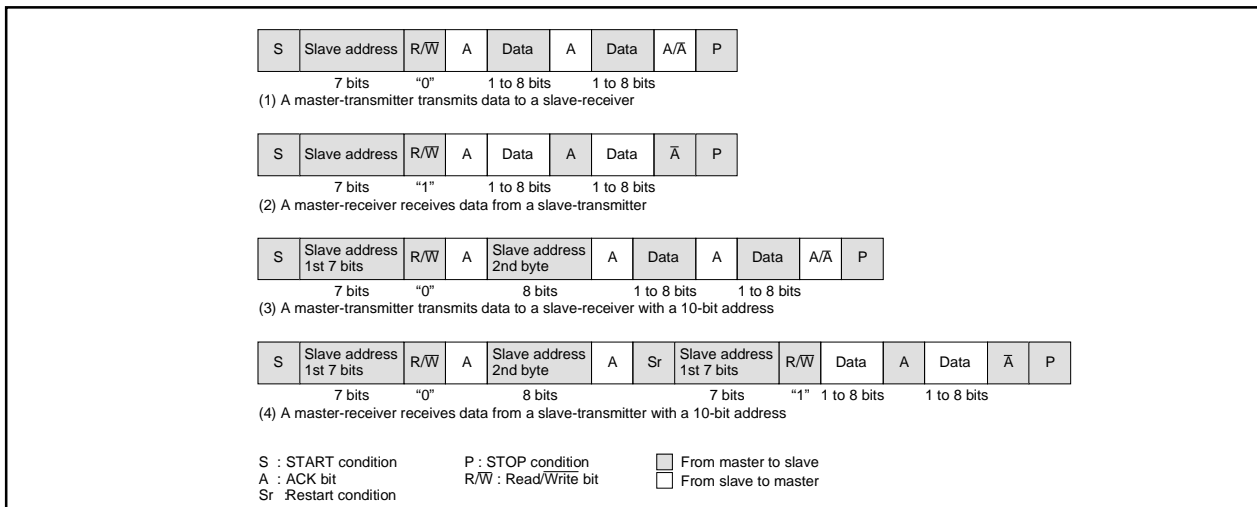 S Slave address R/W̅ A Data A Data A/A̅ P
7 bits “0” 1 to 8 bits 1 to 8 bits
(1) A master-transmitter transmits data to a slave-receiver
S Slave address R/W̅ A Data A Data A̅ P
7 bits “1” 1 to 8 bits 1 to 8 bits
(2) A master-receiver receives data from a slave-transmitter
S Slave address 1st 7 bits R/W̅ A Slave address 2nd byte A Data A Data A/A̅ P
7 bits “0” 8 bits 1 to 8 bits 1 to 8 bits
(3) A master-transmitter transmits data to a slave-receiver with a 10-bit address
S Slave address 1st 7 bits R/W̅ A Slave address 2nd byte A Sr Slave address 1st 7 bits R/W̅ Data A Data A̅ P
7 bits “0” 8 bits 7 bits “1” 1 to 8 bits 1 to 8 bits
(4) A master-receiver receives data from a slave-transmitter with a 10-bit address
S : START condition P : STOP condition From master to slave
A : ACK bit R/W̅ : Read/W̅r̅i̅t̅e̅ bit From slave to master
Sr :Restart condition